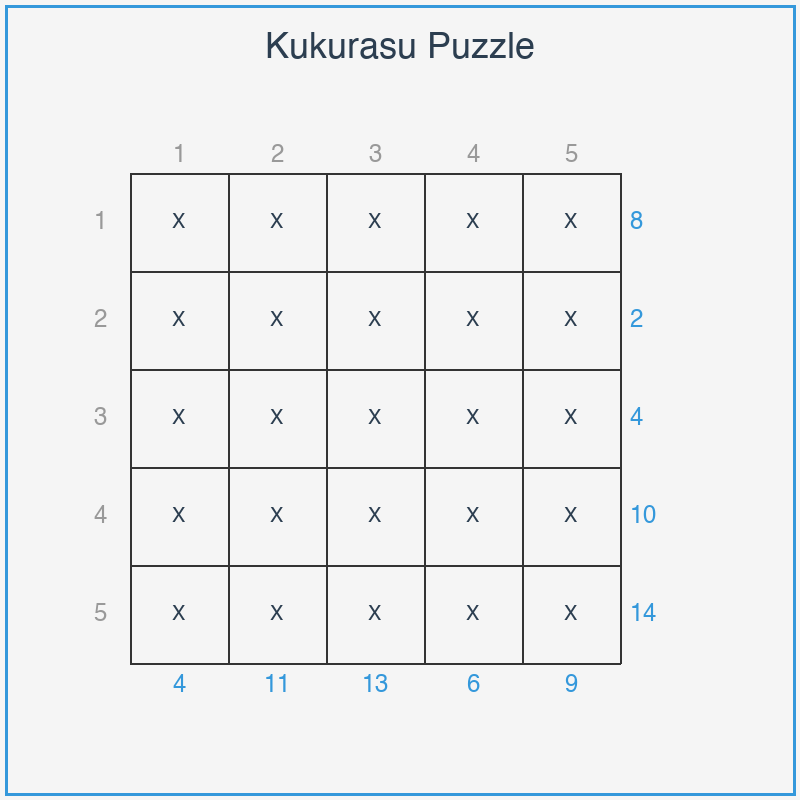 Kukurasu Puzzle
1 2 3 4 5
1 X X X X X 8
2 X X X X X 2
3 X X X X X 4
4 X X X X X 10
5 X X X X X 14
4 11 13 6 9